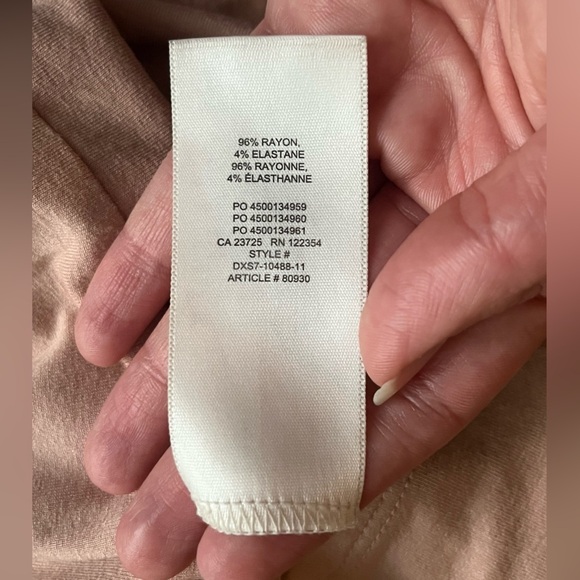 96% RAYON,
4% ELASTANE
96% RAYONNE,
4% ÉLASTHANNE
PO 4500134959
PO 4500134960
PO 4500134961
CA 23725 RN 122354
STYLE #
DXS7-10488-11
ARTICLE # 80930